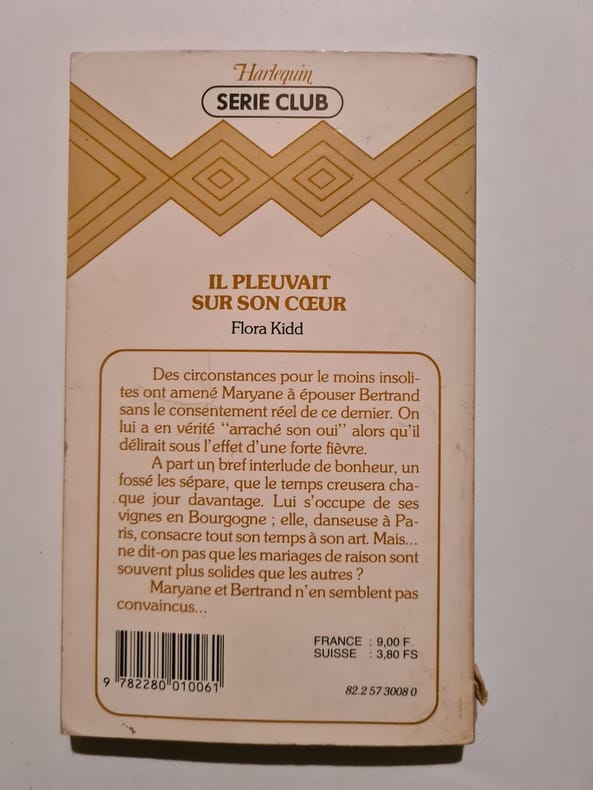 Harlequin
SERIE CLUB
IL PLEUVAIT
SUR SON CŒUR
Flora Kidd
Des circonstances pour le moins insoli-
tes ont amené Maryane à épouser Bertrand
sans le consentement réel de ce dernier. On
lui a en vérité “arraché son oui” alors qu’il
délirait sous l’effet d’une forte fièvre.
A part un bref interlude de bonheur, un
fossé les sépare, que le temps creusera cha-
que jour davantage. Lui s’occupe de ses
vignes en Bourgogne ; elle, danseuse à Pa-
ris, consacre tout son temps à son art. Mais...
ne dit-on pas que les mariages de raison sont
souvent plus solides que les autres ?
Maryane et Bertrand n’en semblent pas
convaincus...
FRANCE : 9,00 F.
SUISSE : 3,80 FS
9 782280 010061
82.2 57 3008 0